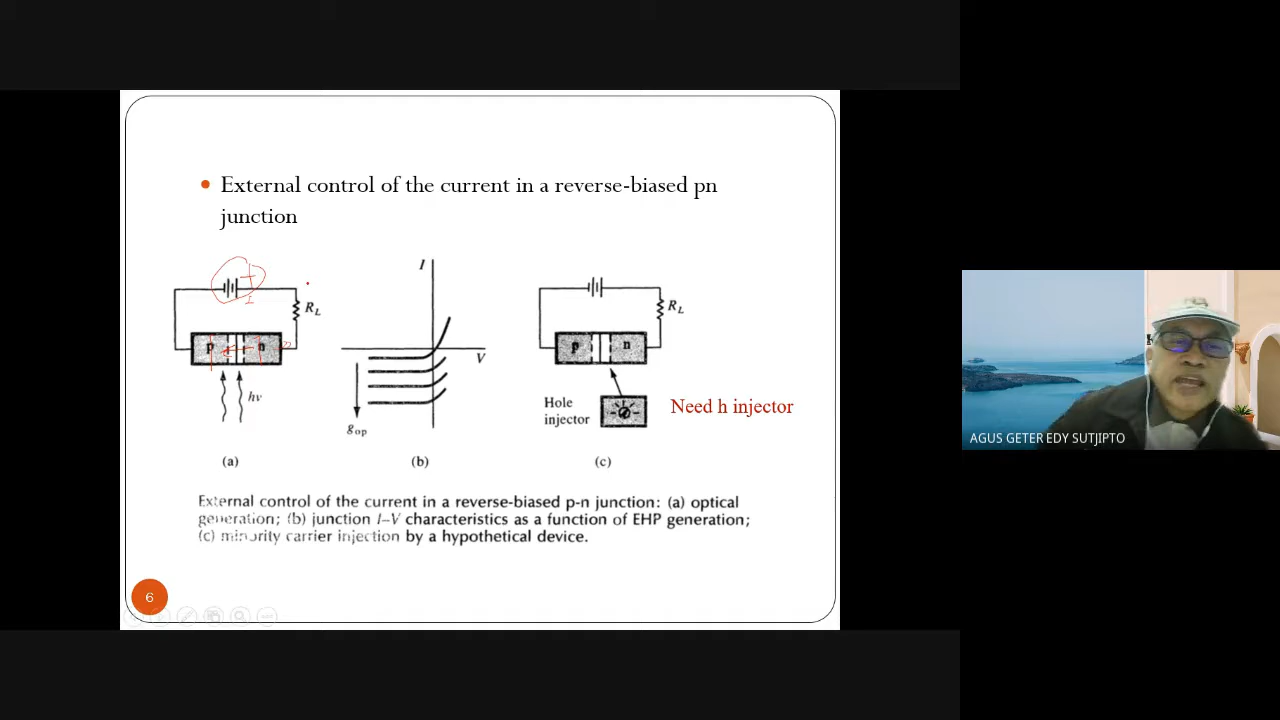 External control of the current in a reverse-biased pn
junction
I
R_L
p
n
hν
V
g_op
R_L
p
n
Hole
injector
Need h injector
(a)
(b)
(c)
External control of the current in a reverse-biased p-n junction: (a) optical
generation; (b) junction I–V characteristics as a function of EHP generation;
(c) minority carrier injection by a hypothetical device.
6
AGUS GETER EDY SUTJIPTO